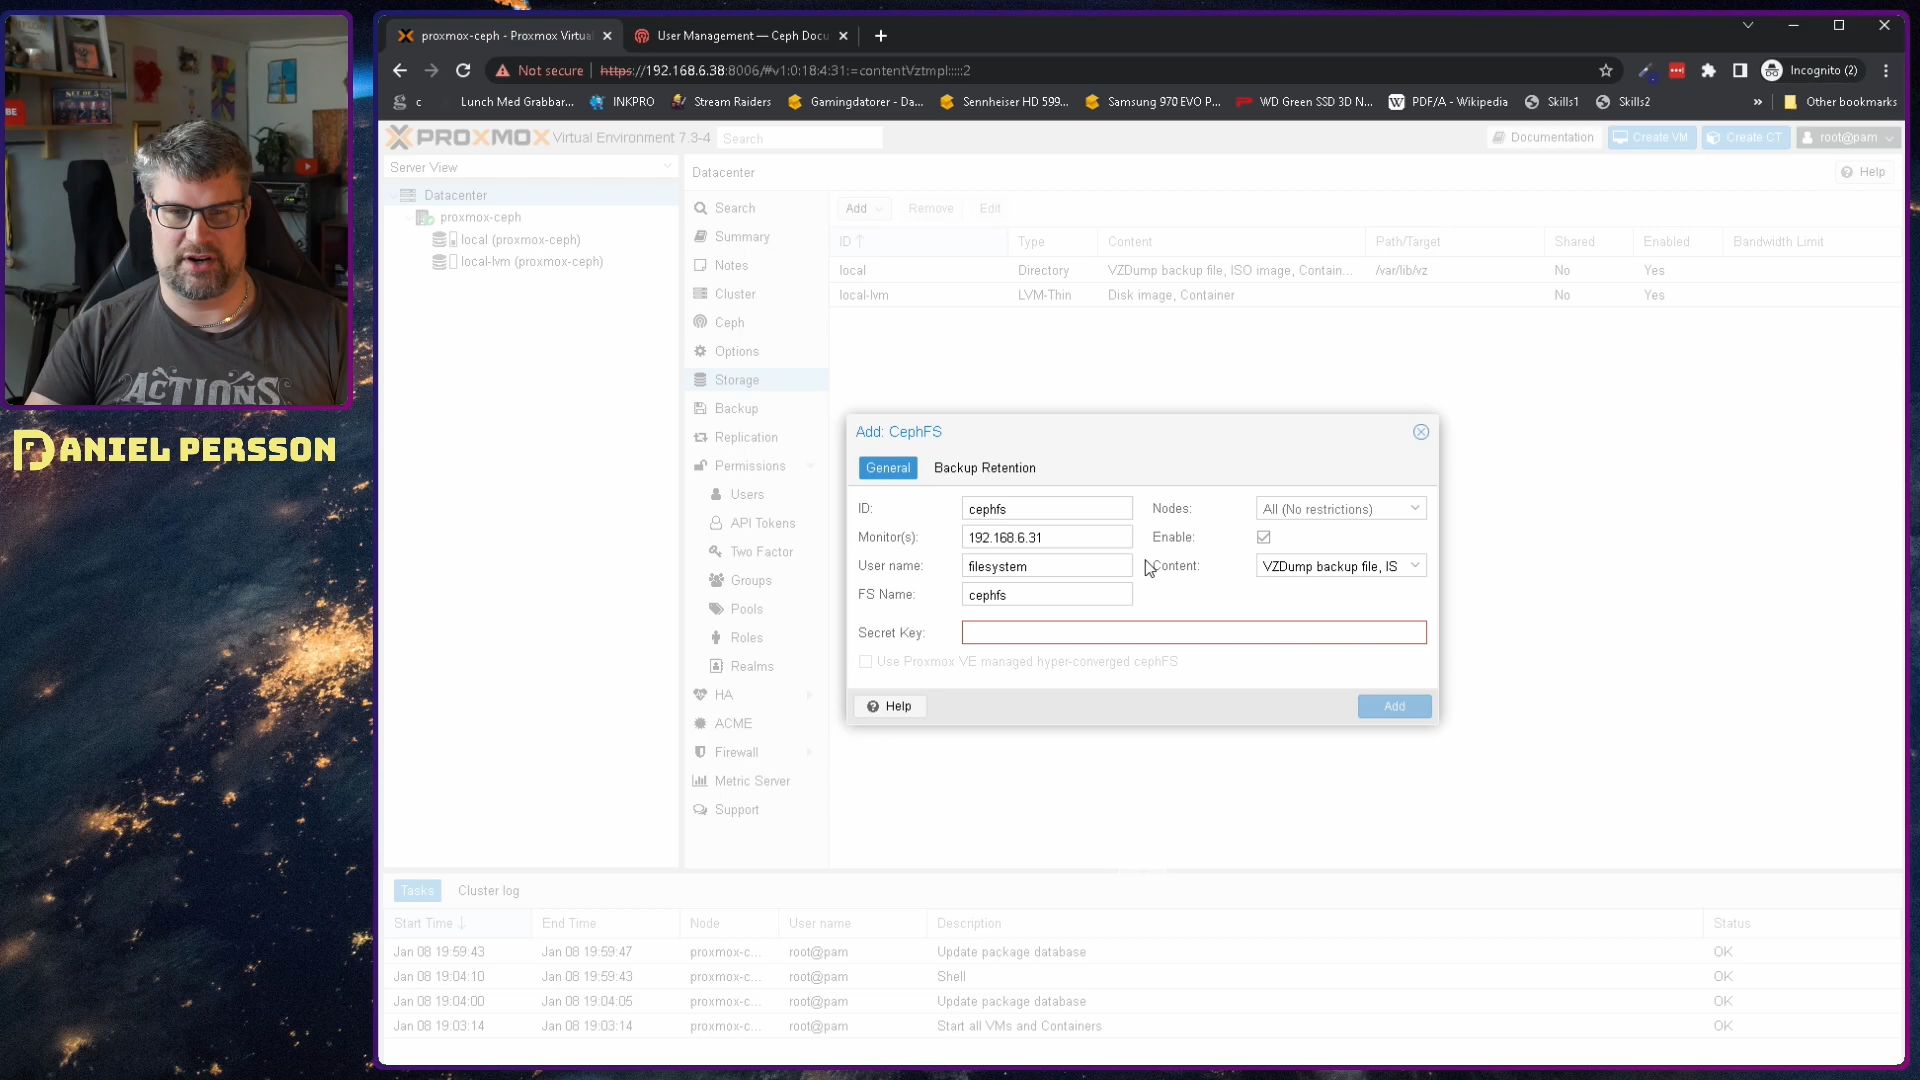 proxmox-ceph - Proxmox Virtu
User Management — Ceph Docu
Not secure
https://192.168.6.38:8006/#v1:0:18:4:31:=contentVztmpl:::::2
Incognito (2)
c
Lunch Med Grabbar...
INKPRO
Stream Raiders
Gamingdatorer - Da...
Sennheiser HD 599...
Samsung 970 EVO P...
WD Green SSD 3D N...
PDF/A - Wikipedia
Skills1
Skills2
»
Other bookmarks
PROXMOX Virtual Environment 7.3-4
Search
Documentation
Create VM
Create CT
root@pam
Server View
Datacenter
proxmox-ceph
local (proxmox-ceph)
local-lvm (proxmox-ceph)
Datacenter
Help
Search
Summary
Notes
Cluster
Ceph
Options
Storage
Backup
Replication
Permissions
Users
API Tokens
Two Factor
Groups
Pools
Roles
Realms
HA
ACME
Firewall
Metric Server
Support
Add
Remove
Edit
ID ↑ Type Content Path/Target Shared Enabled Bandwidth Limit
local Directory VZDump backup file, ISO image, Contain... /var/lib/vz No Yes
local-lvm LVM-Thin Disk image, Container No Yes
Add: CephFS
General
Backup Retention
ID: cephfs Nodes: All (No restrictions)
Monitor(s): 192.168.6.31 Enable:
User name: filesystem Content: VZDump backup file, IS
FS Name: cephfs
Secret Key:
Use Proxmox VE managed hyper-converged cephFS
Help
Add
Tasks
Cluster log
Start Time ↓ End Time Node User name Description Status
Jan 08 19:59:43 Jan 08 19:59:47 proxmox-c... root@pam Update package database OK
Jan 08 19:04:10 Jan 08 19:59:43 proxmox-c... root@pam Shell OK
Jan 08 19:04:00 Jan 08 19:04:05 proxmox-c... root@pam Update package database OK
Jan 08 19:03:14 Jan 08 19:03:14 proxmox-c... root@pam Start all VMs and Containers OK
BE
ACTIONS
DANIEL PERSSON